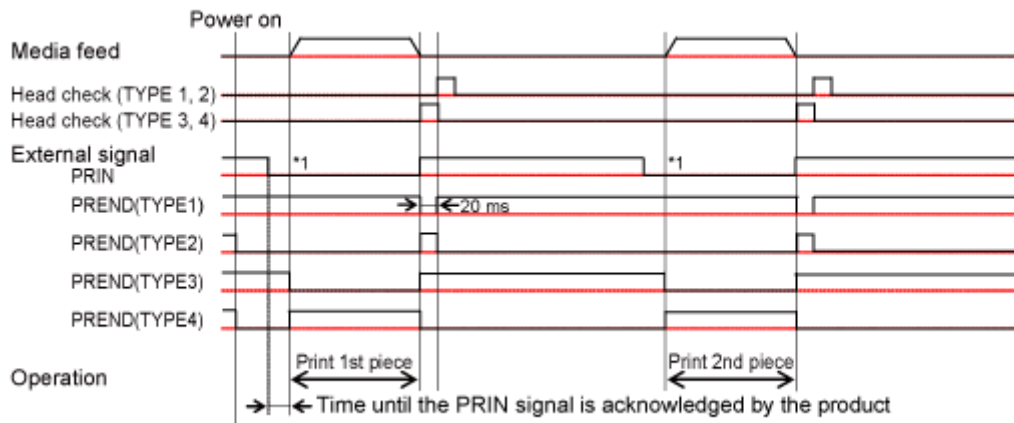 Power on
Media feed
Head check (TYPE 1, 2)
Head check (TYPE 3, 4)
External signal
PRIN *1 *1
PREND(TYPE1) 20 ms
PREND(TYPE2)
PREND(TYPE3)
PREND(TYPE4)
Print 1st piece Print 2nd piece
Operation
Time until the PRIN signal is acknowledged by the product